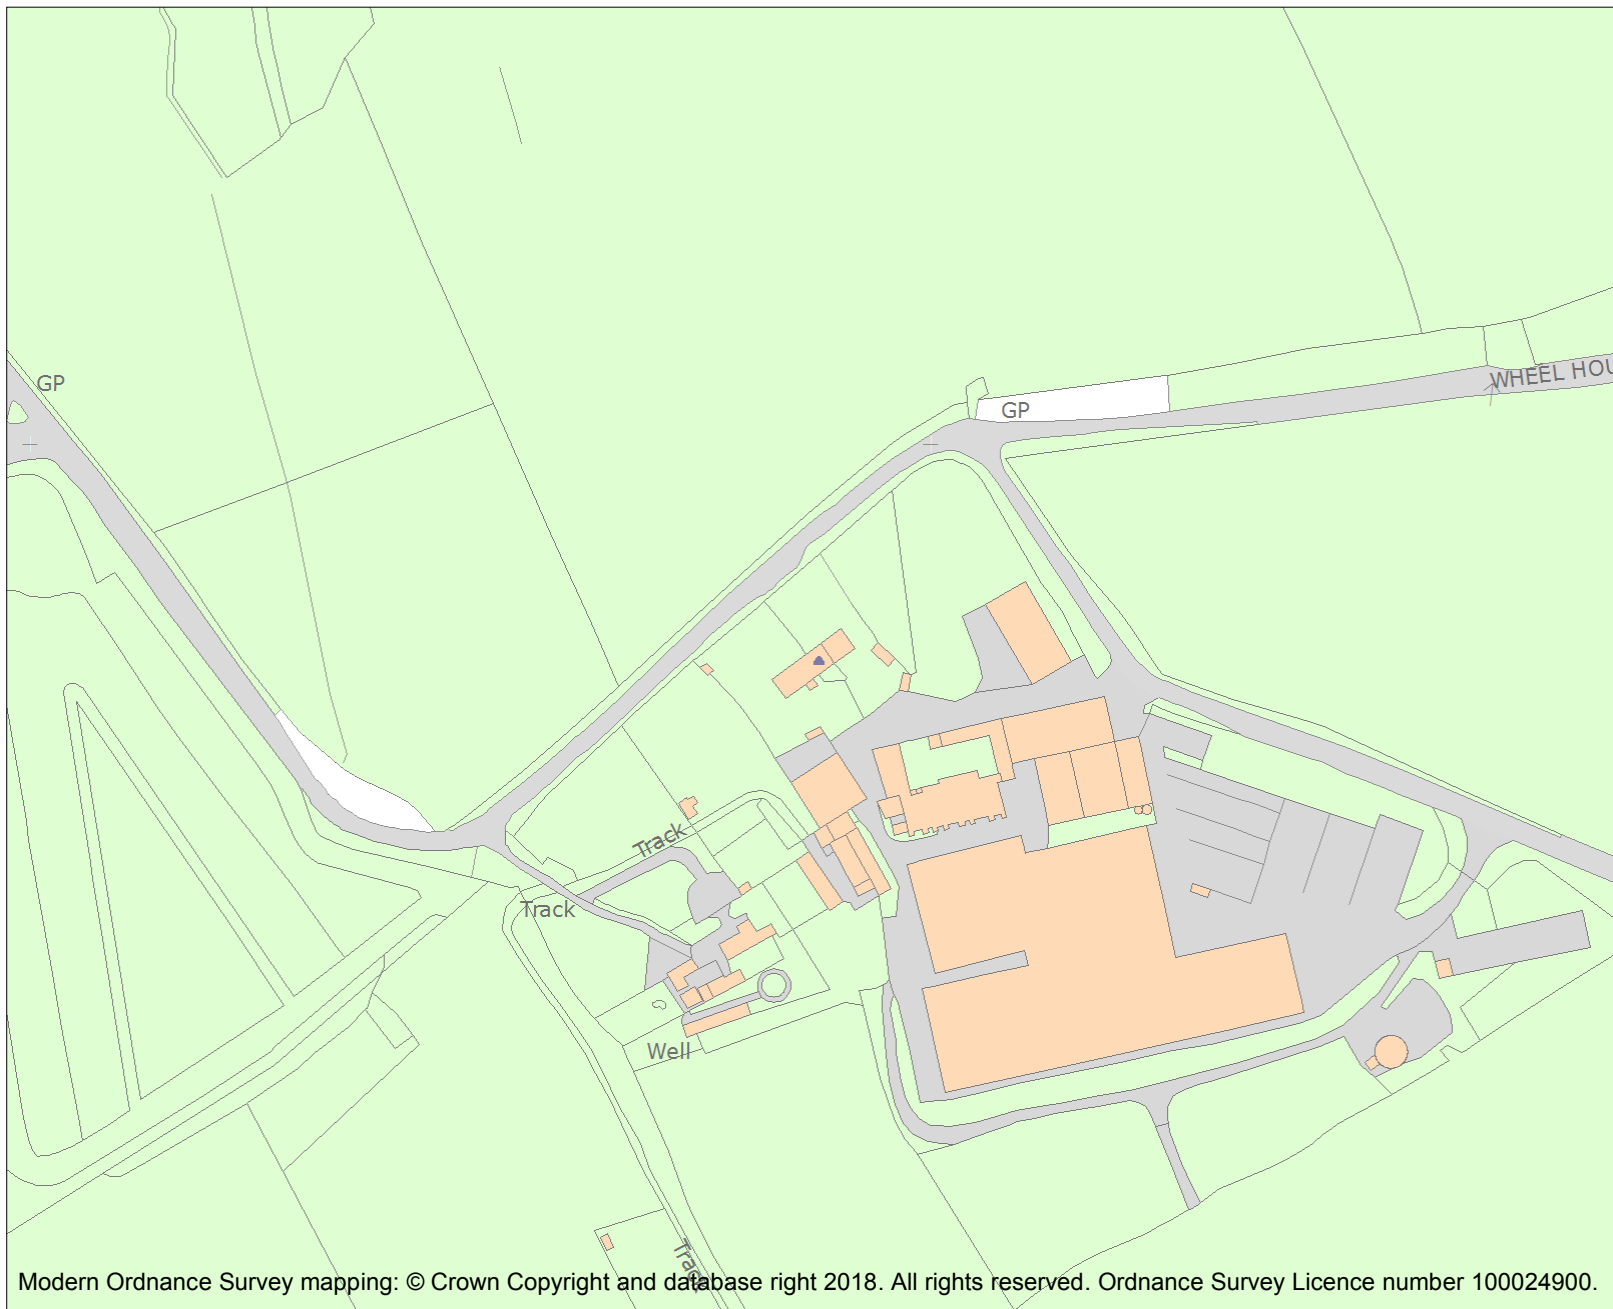 GP
WHEEL HOU
GP
Track
Track
Well
Track
Modern Ordnance Survey mapping: © Crown Copyright and database right 2018. All rights reserved. Ordnance Survey Licence number 100024900.